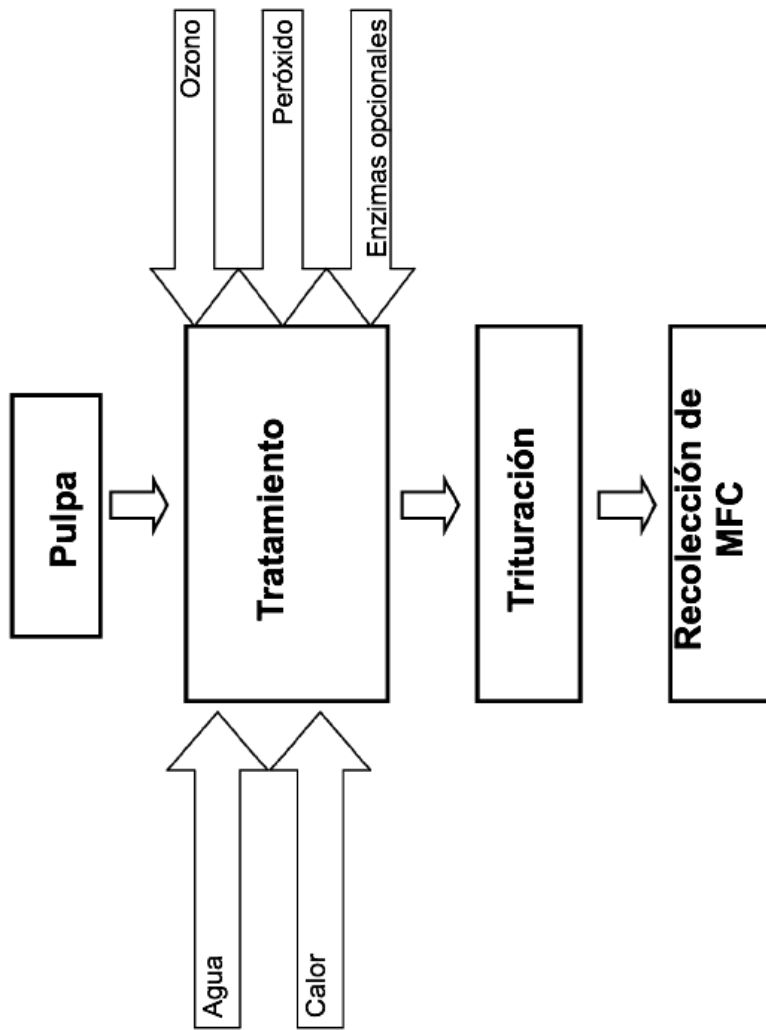 Pulpa
Tratamiento
Trituración
Recolección de
MFC
Ozono
Peróxido
Enzimas opcionales
Agua
Calor